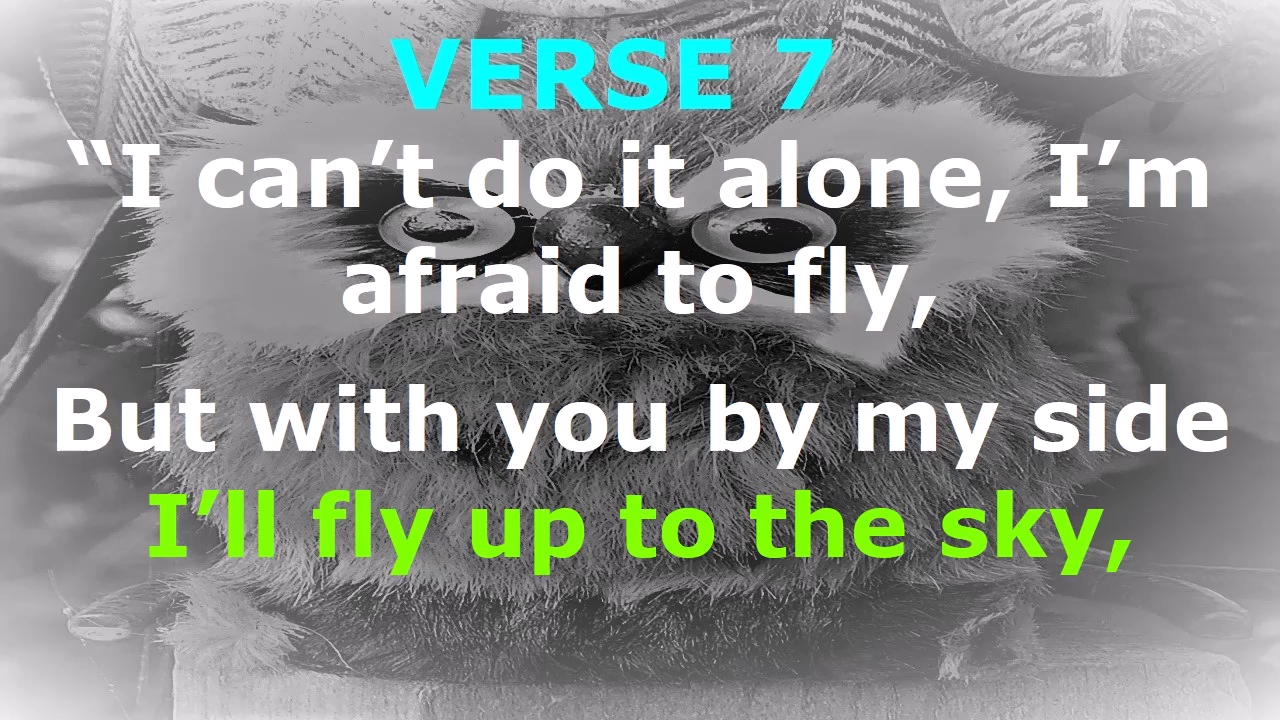 VERSE 7
“I can’t do it alone, I’m
afraid to fly,
But with you by my side
I’ll fly up to the sky,